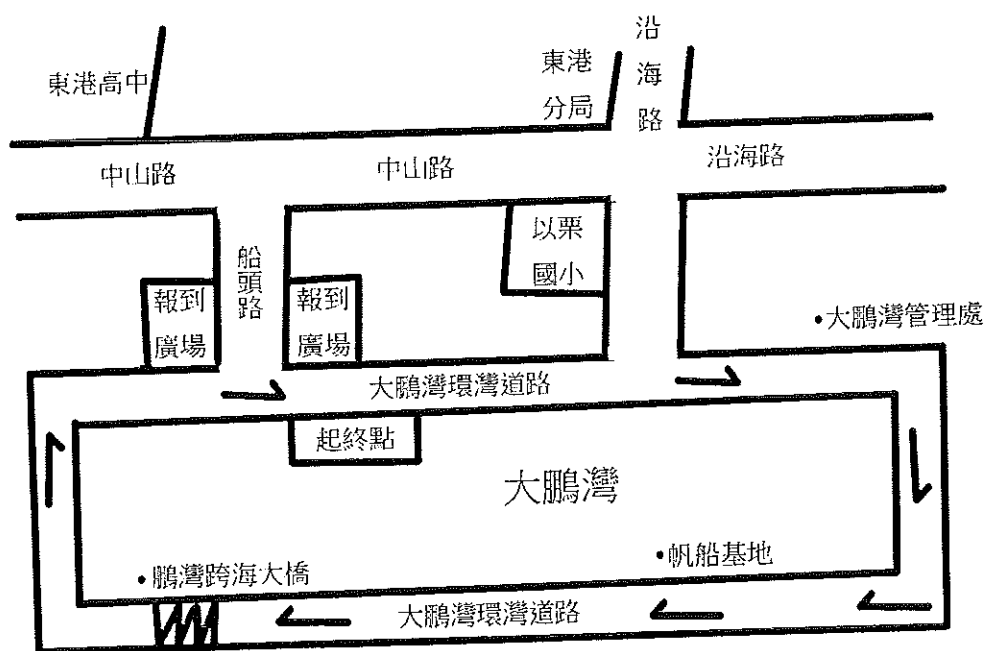 沿海路
東港
分局
東港高中
中山路
中山路
沿海路
船頭路
以栗
國小
報到
廣場
報到
廣場
•大鵬灣管理處
大鵬灣環灣道路
起終點
大鵬灣
•帆船基地
•鵬灣跨海大橋
大鵬灣環灣道路